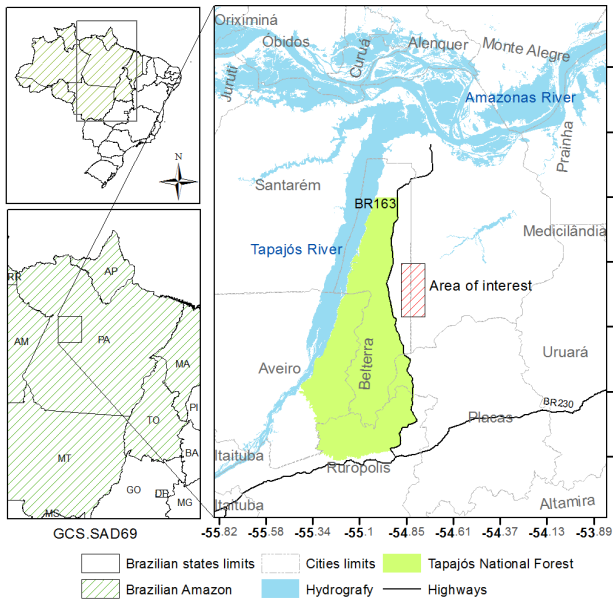 N
RR
AP
AM
PA
MA
PI
TO
BA
MT
GO
DF
MG
MS
GCS.SAD69
Oriximiná
Óbidos
Curuá
Alenquer
Monte Alegre
Juruti
Amazonas River
Prainha
Santarém
BR163
Medicilândia
Tapajós River
Area of interest
Aveiro
Belterra
Uruará
BR230
Placas
Itaituba
Rurópolis
Itaituba
Altamira
-55.82 -55.58 -55.34 -55.1 -54.85 -54.61 -54.37 -54.13 -53.89
Brazilian states limits
Cities limits
Tapajós National Forest
Brazilian Amazon
Hydrografy
Highways